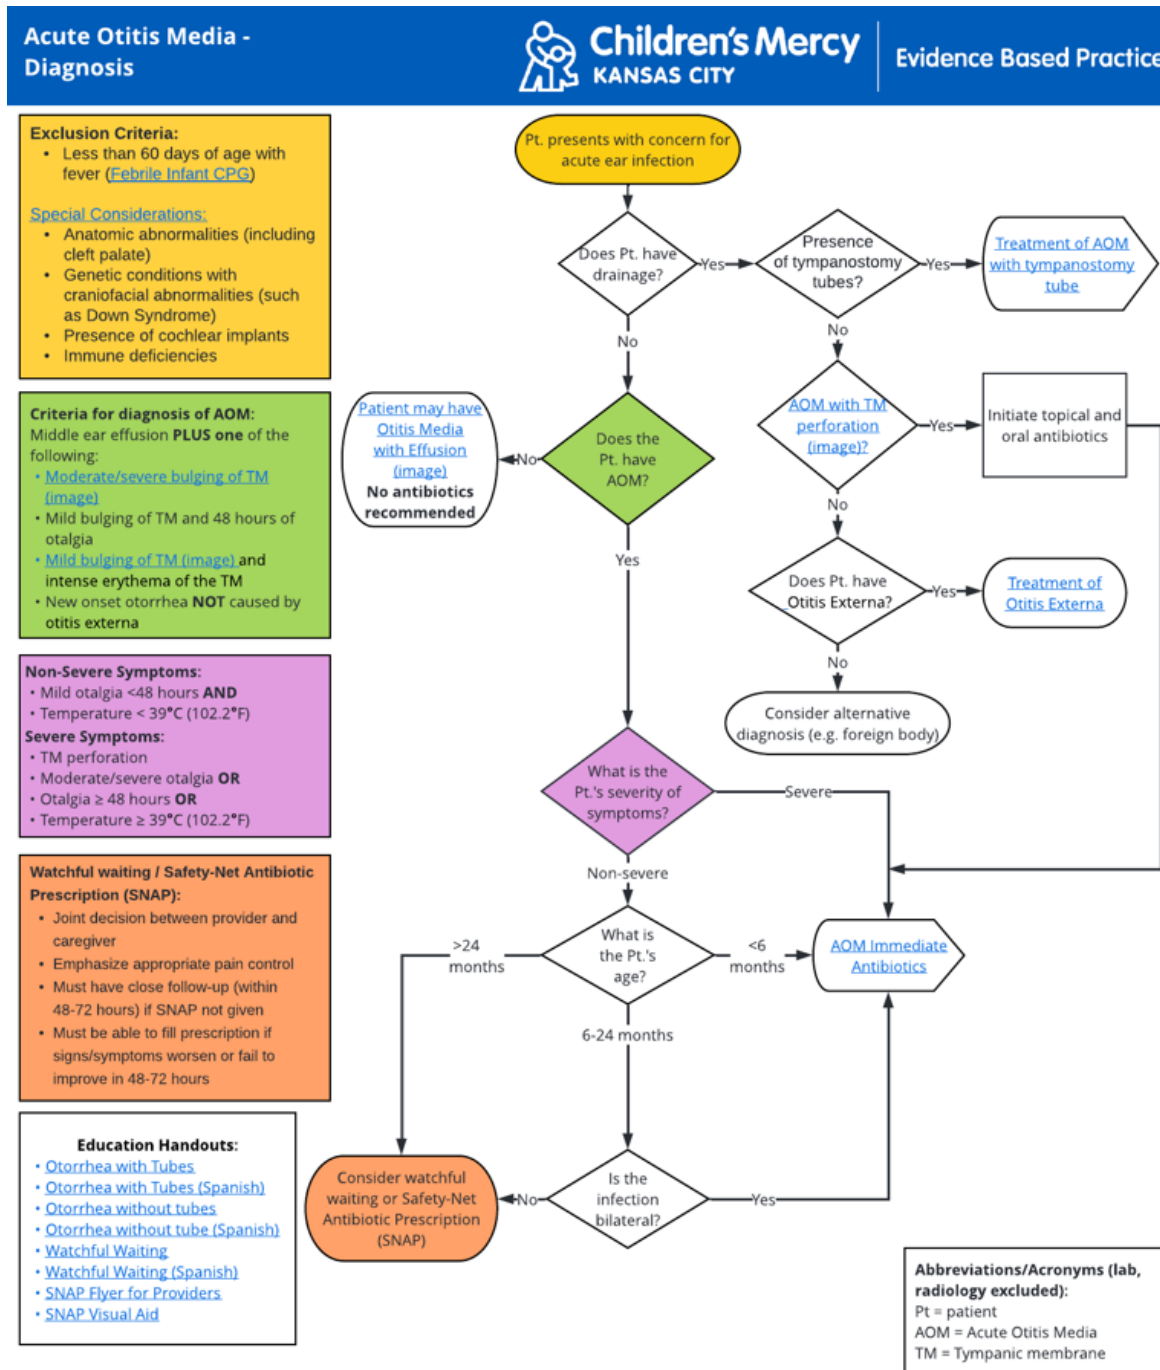 Acute Otitis Media -
Diagnosis
Children's Mercy
KANSAS CITY
Evidence Based Practice
Exclusion Criteria:
• Less than 60 days of age with
fever (Febrile Infant CPG)
Special Considerations:
• Anatomic abnormalities (including
cleft palate)
• Genetic conditions with
craniofacial abnormalities (such
as Down Syndrome)
• Presence of cochlear implants
• Immune deficiencies
Criteria for diagnosis of AOM:
Middle ear effusion PLUS one of the
following:
• Moderate/severe bulging of TM
(image)
• Mild bulging of TM and 48 hours of
otalgia
• Mild bulging of TM (image) and
intense erythema of the TM
• New onset otorrhea NOT caused by
otitis externa
Non-Severe Symptoms:
• Mild otalgia <48 hours AND
• Temperature < 39°C (102.2°F)
Severe Symptoms:
• TM perforation
• Moderate/severe otalgia OR
• Otalgia ≥ 48 hours OR
• Temperature ≥ 39°C (102.2°F)
Watchful waiting / Safety-Net Antibiotic
Prescription (SNAP):
• Joint decision between provider and
caregiver
• Emphasize appropriate pain control
• Must have close follow-up (within
48-72 hours) if SNAP not given
• Must be able to fill prescription if
signs/symptoms worsen or fail to
improve in 48-72 hours
Education Handouts:
• Otorrhea with Tubes
• Otorrhea with Tubes (Spanish)
• Otorrhea without tubes
• Otorrhea without tube (Spanish)
• Watchful Waiting
• Watchful Waiting (Spanish)
• SNAP Flyer for Providers
• SNAP Visual Aid
Pt. presents with concern for
acute ear infection
Does Pt. have
drainage?
Yes
Presence
of tympanostomy
tubes?
Yes
Treatment of AOM
with tympanostomy
tube
No
No
Patient may have
Otitis Media
with Effusion
(image)
No antibiotics
recommended
No
Does the
Pt. have
AOM?
AOM with TM
perforation
(image)?
Yes
Initiate topical and
oral antibiotics
No
Yes
Does Pt. have
Otitis Externa?
Yes
Treatment of
Otitis Externa
No
Consider alternative
diagnosis (e.g. foreign body)
What is the
Pt.'s severity of
symptoms?
Severe
Non-severe
>24
months
What is
the Pt.'s
age?
<6
months
AOM Immediate
Antibiotics
6-24 months
Consider watchful
waiting or Safety-Net
Antibiotic Prescription
(SNAP)
No
Is the
infection
bilateral?
Yes
Abbreviations/Acronyms (lab,
radiology excluded):
Pt = patient
AOM = Acute Otitis Media
TM = Tympanic membrane